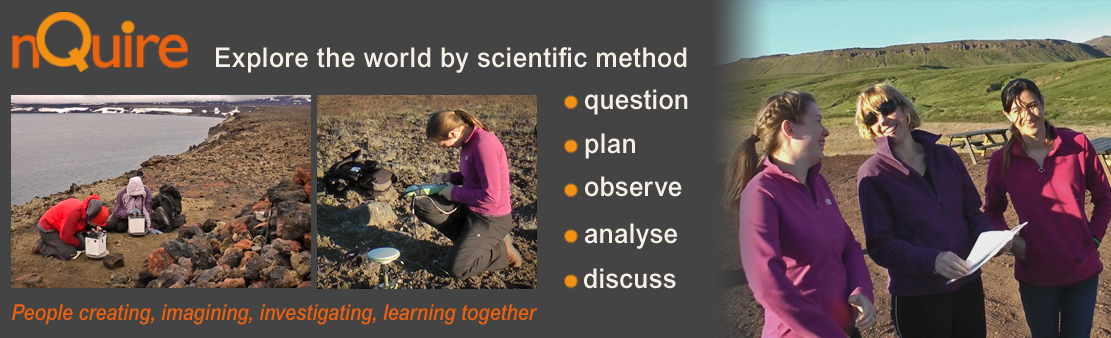 nQuire
Explore the world by scientific method
question
plan
observe
analyse
discuss
People creating, imagining, investigating, learning together